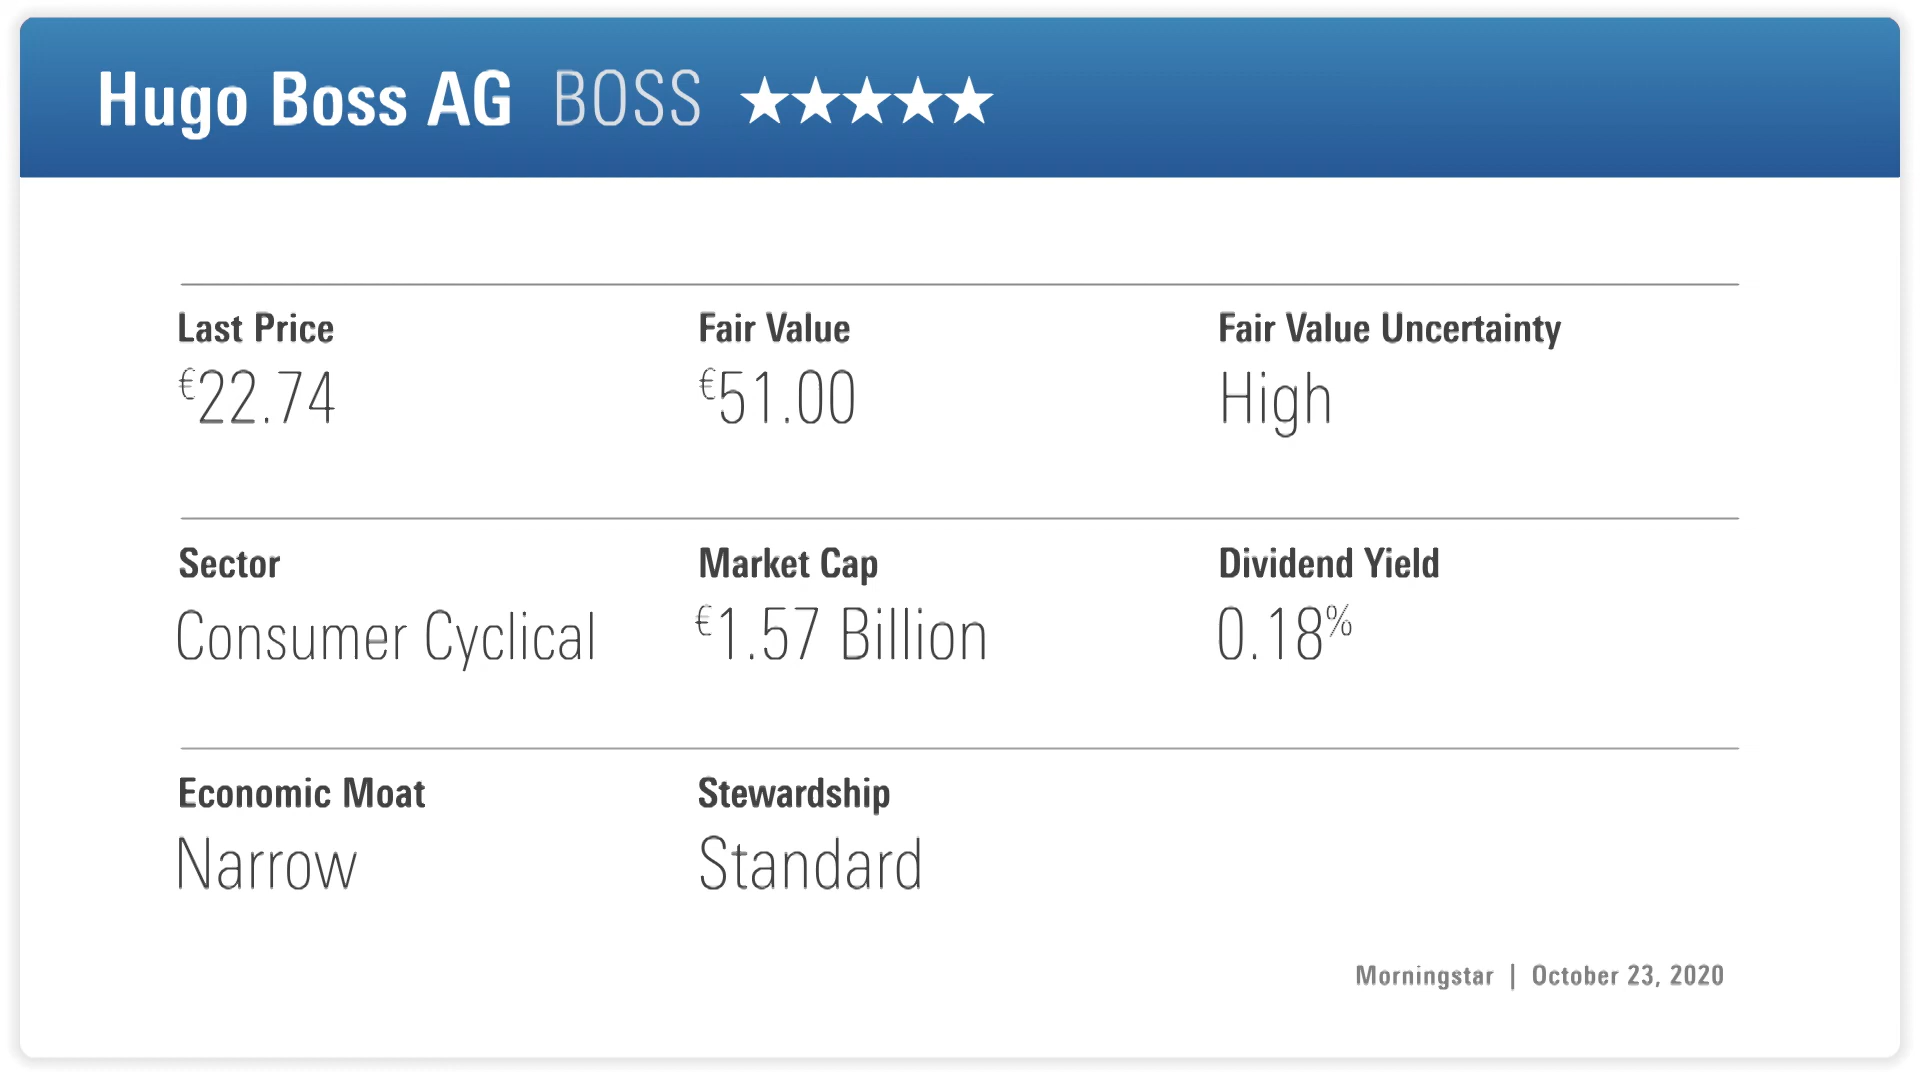 Hugo Boss AG BOSS ★★★★★
Last Price Fair Value Fair Value Uncertainty
€22.74 €51.00 High
Sector Market Cap Dividend Yield
Consumer Cyclical €1.57 Billion 0.18%
Economic Moat Stewardship
Narrow Standard
Morningstar | October 23, 2020